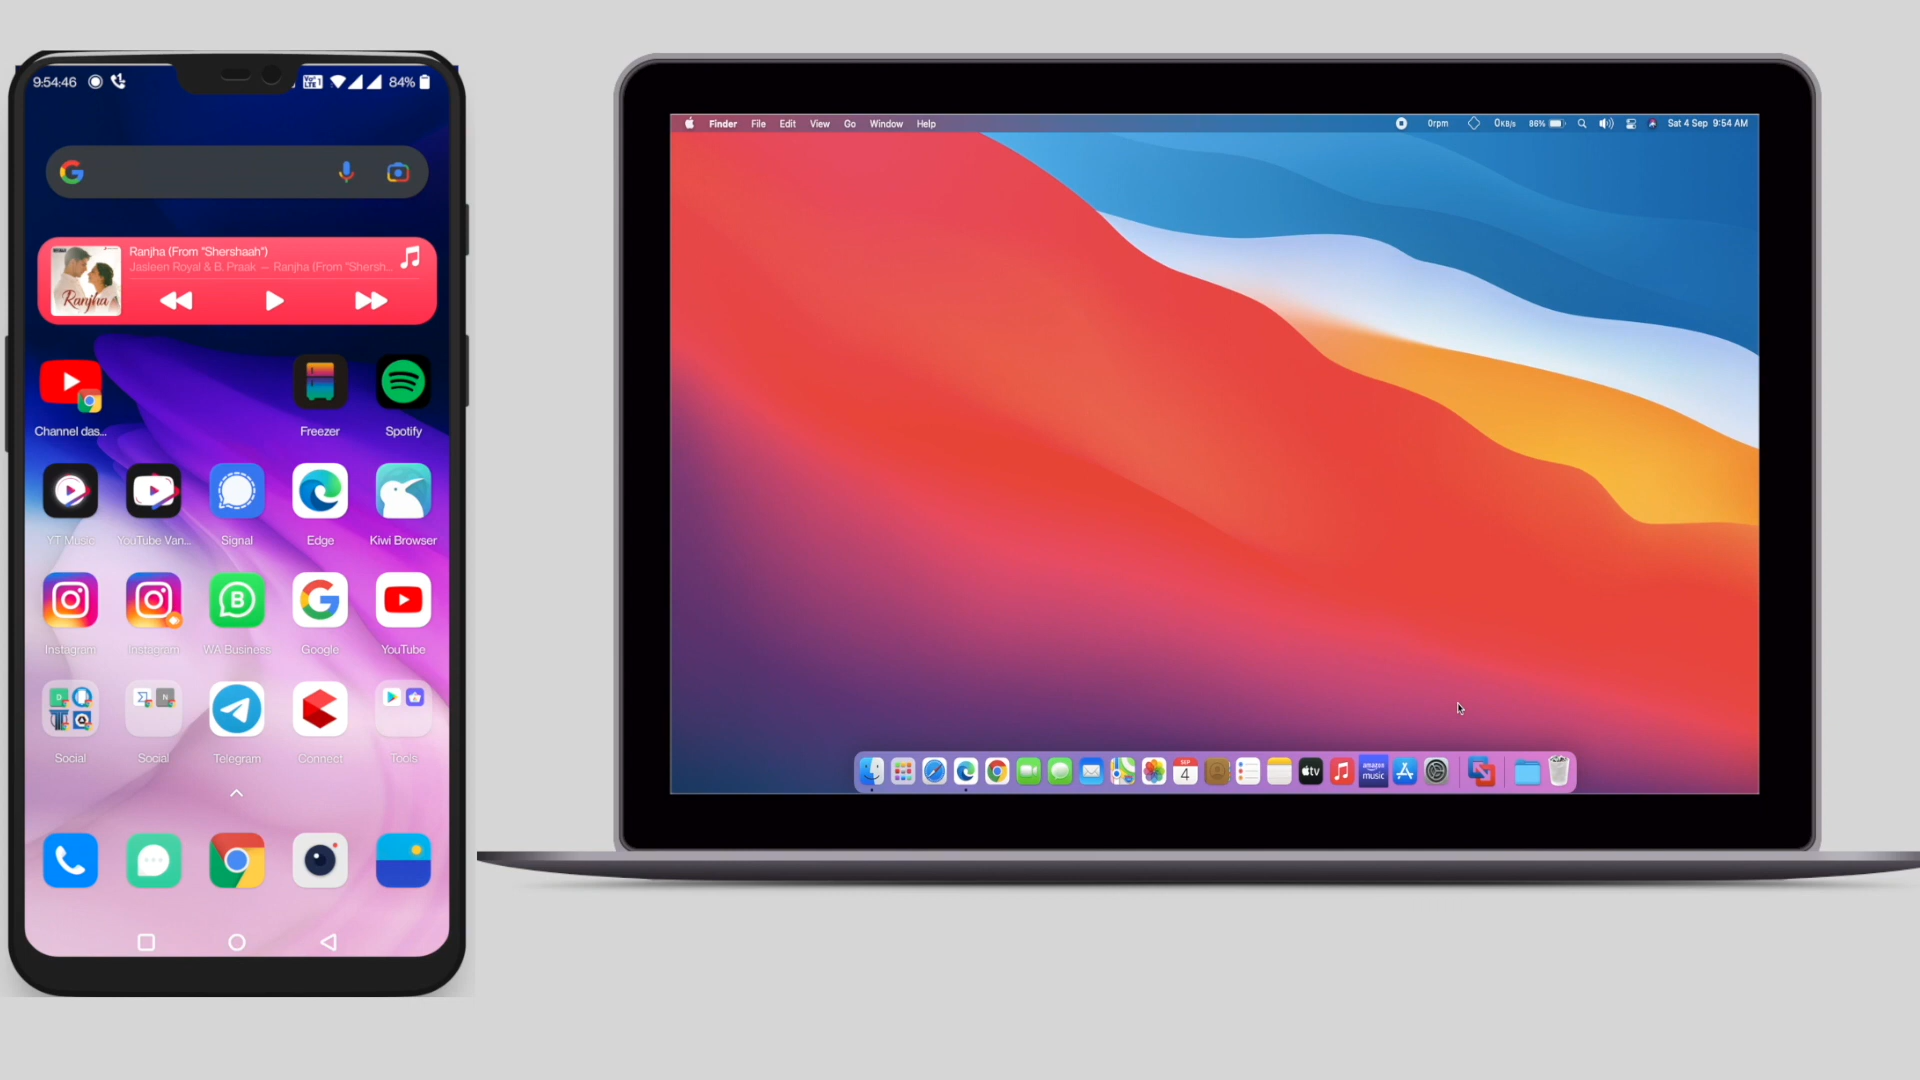 9:54:46
Vo)) LTE1
84%
Ranjha (From "Shershaah")
Jasleen Royal & B. Praak — Ranjha (From "Shersh...
Ranjha
Channel das...
Freezer
Spotify
YT Music
YouTube Van...
Signal
Edge
Kiwi Browser
Instagram
Instagram
WA Business
Google
YouTube
Social
Social
Telegram
Connect
Tools
Finder File Edit View Go Window Help
0rpm
0KB/s
86%
Sat 4 Sep 9:54 AM
SEP
4
tv
amazon music